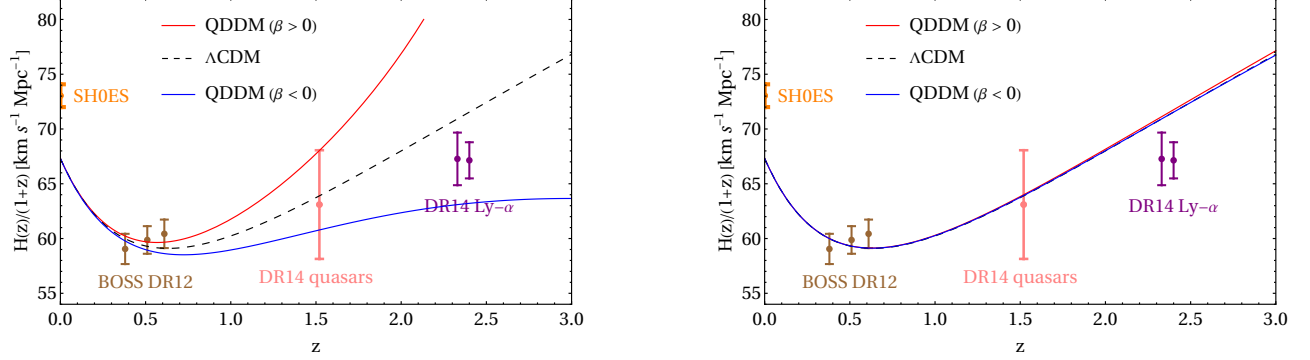 80
75
70
65
60
55
H(z)/(1+z) [km s⁻¹ Mpc⁻¹]
QDDM (β > 0)
ΛCDM
QDDM (β < 0)
SH0ES
BOSS DR12
DR14 quasars
DR14 Ly-α
0.0 0.5 1.0 1.5 2.0 2.5 3.0
z
80
75
70
65
60
55
H(z)/(1+z) [km s⁻¹ Mpc⁻¹]
QDDM (β > 0)
ΛCDM
QDDM (β < 0)
SH0ES
DR14 Ly-α
BOSS DR12
DR14 quasars
0.0 0.5 1.0 1.5 2.0 2.5 3.0
z